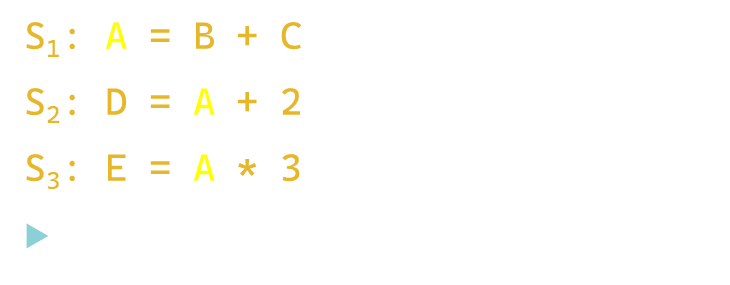 S₁: A = B + C
S₂: D = A + 2
S₃: E = A * 3